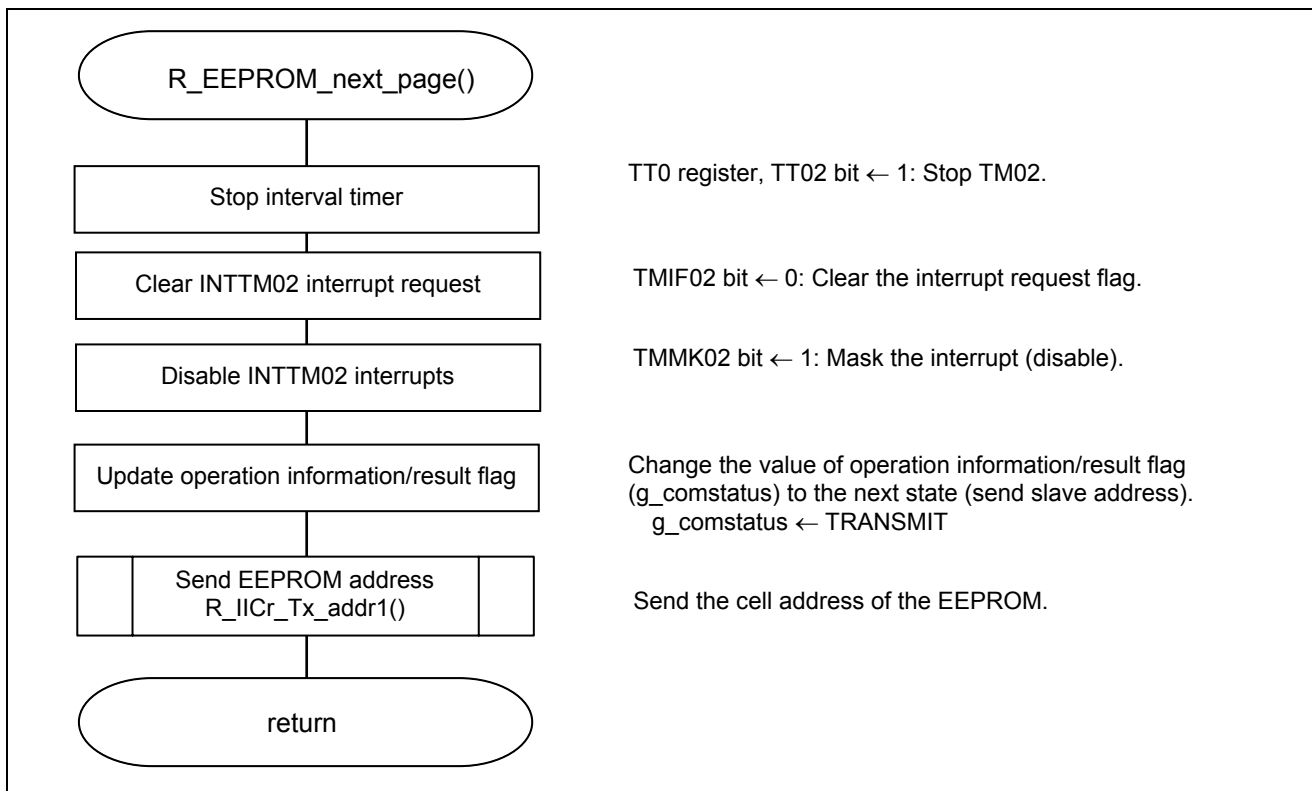 R_EEPROM_next_page()
Stop interval timer
TT0 register, TT02 bit ← 1: Stop TM02.
Clear INTTM02 interrupt request
TMIF02 bit ← 0: Clear the interrupt request flag.
Disable INTTM02 interrupts
TMMK02 bit ← 1: Mask the interrupt (disable).
Update operation information/result flag
Change the value of operation information/result flag
(g_comstatus) to the next state (send slave address).
g_comstatus ← TRANSMIT
Send EEPROM address
R_IICr_Tx_addr1()
Send the cell address of the EEPROM.
return